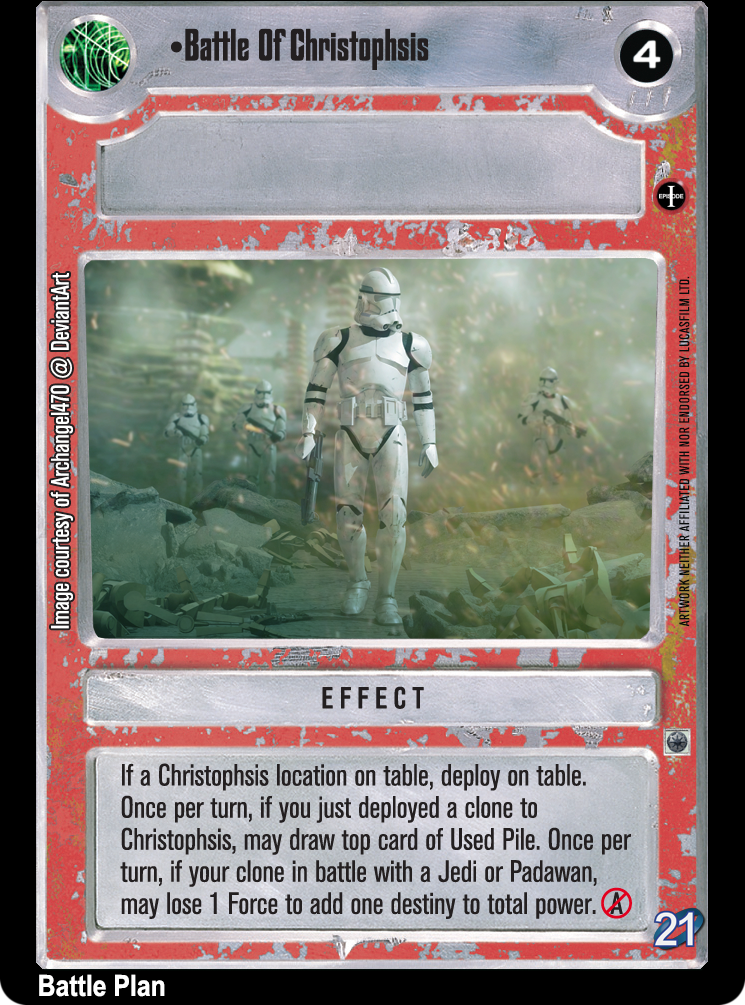 •Battle Of Christophsis
4
EPISODE
I
Image courtesy of Archangel470 @ DeviantArt
ARTWORK NEITHER AFFILIATED WITH NOR ENDORSED BY LUCASFILM LTD.
EFFECT
If a Christophsis location on table, deploy on table.
Once per turn, if you just deployed a clone to
Christophsis, may draw top card of Used Pile. Once per
turn, if your clone in battle with a Jedi or Padawan,
may lose 1 Force to add one destiny to total power. A
21
Battle Plan